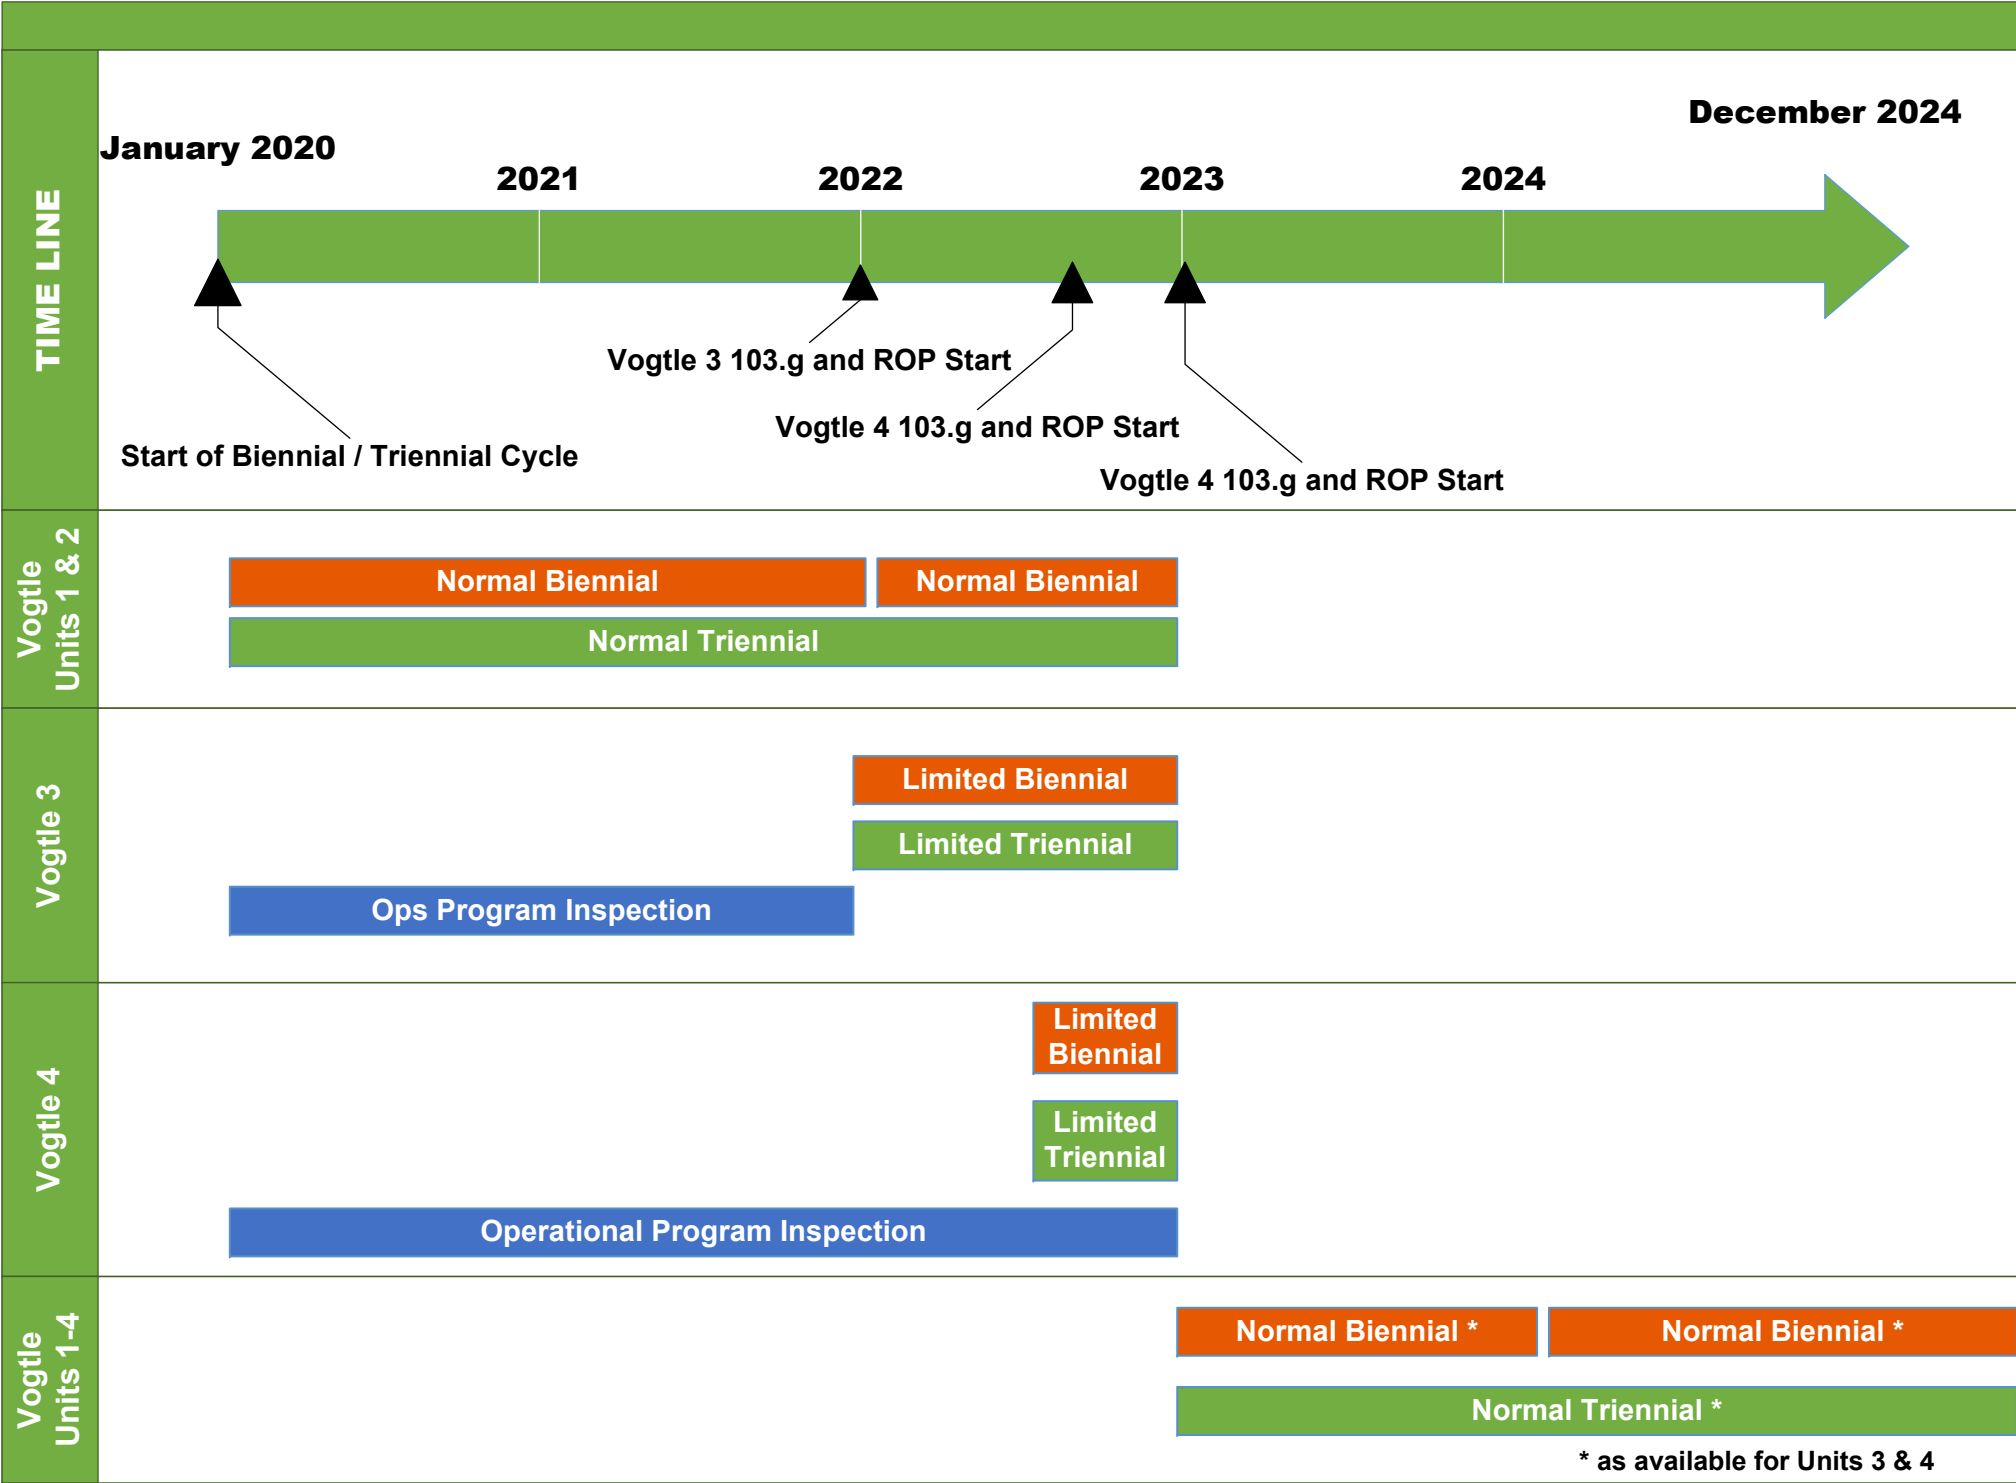 TIME LINE
January 2020
2021
2022
2023
2024
December 2024
Vogtle 3 103.g and ROP Start
Vogtle 4 103.g and ROP Start
Start of Biennial / Triennial Cycle
Vogtle 4 103.g and ROP Start
Vogtle
Units 1 & 2
Normal Biennial
Normal Biennial
Normal Triennial
Vogtle 3
Limited Biennial
Limited Triennial
Ops Program Inspection
Vogtle 4
Limited
Biennial
Limited
Triennial
Operational Program Inspection
Vogtle
Units 1-4
Normal Biennial *
Normal Biennial *
Normal Triennial *
* as available for Units 3 & 4